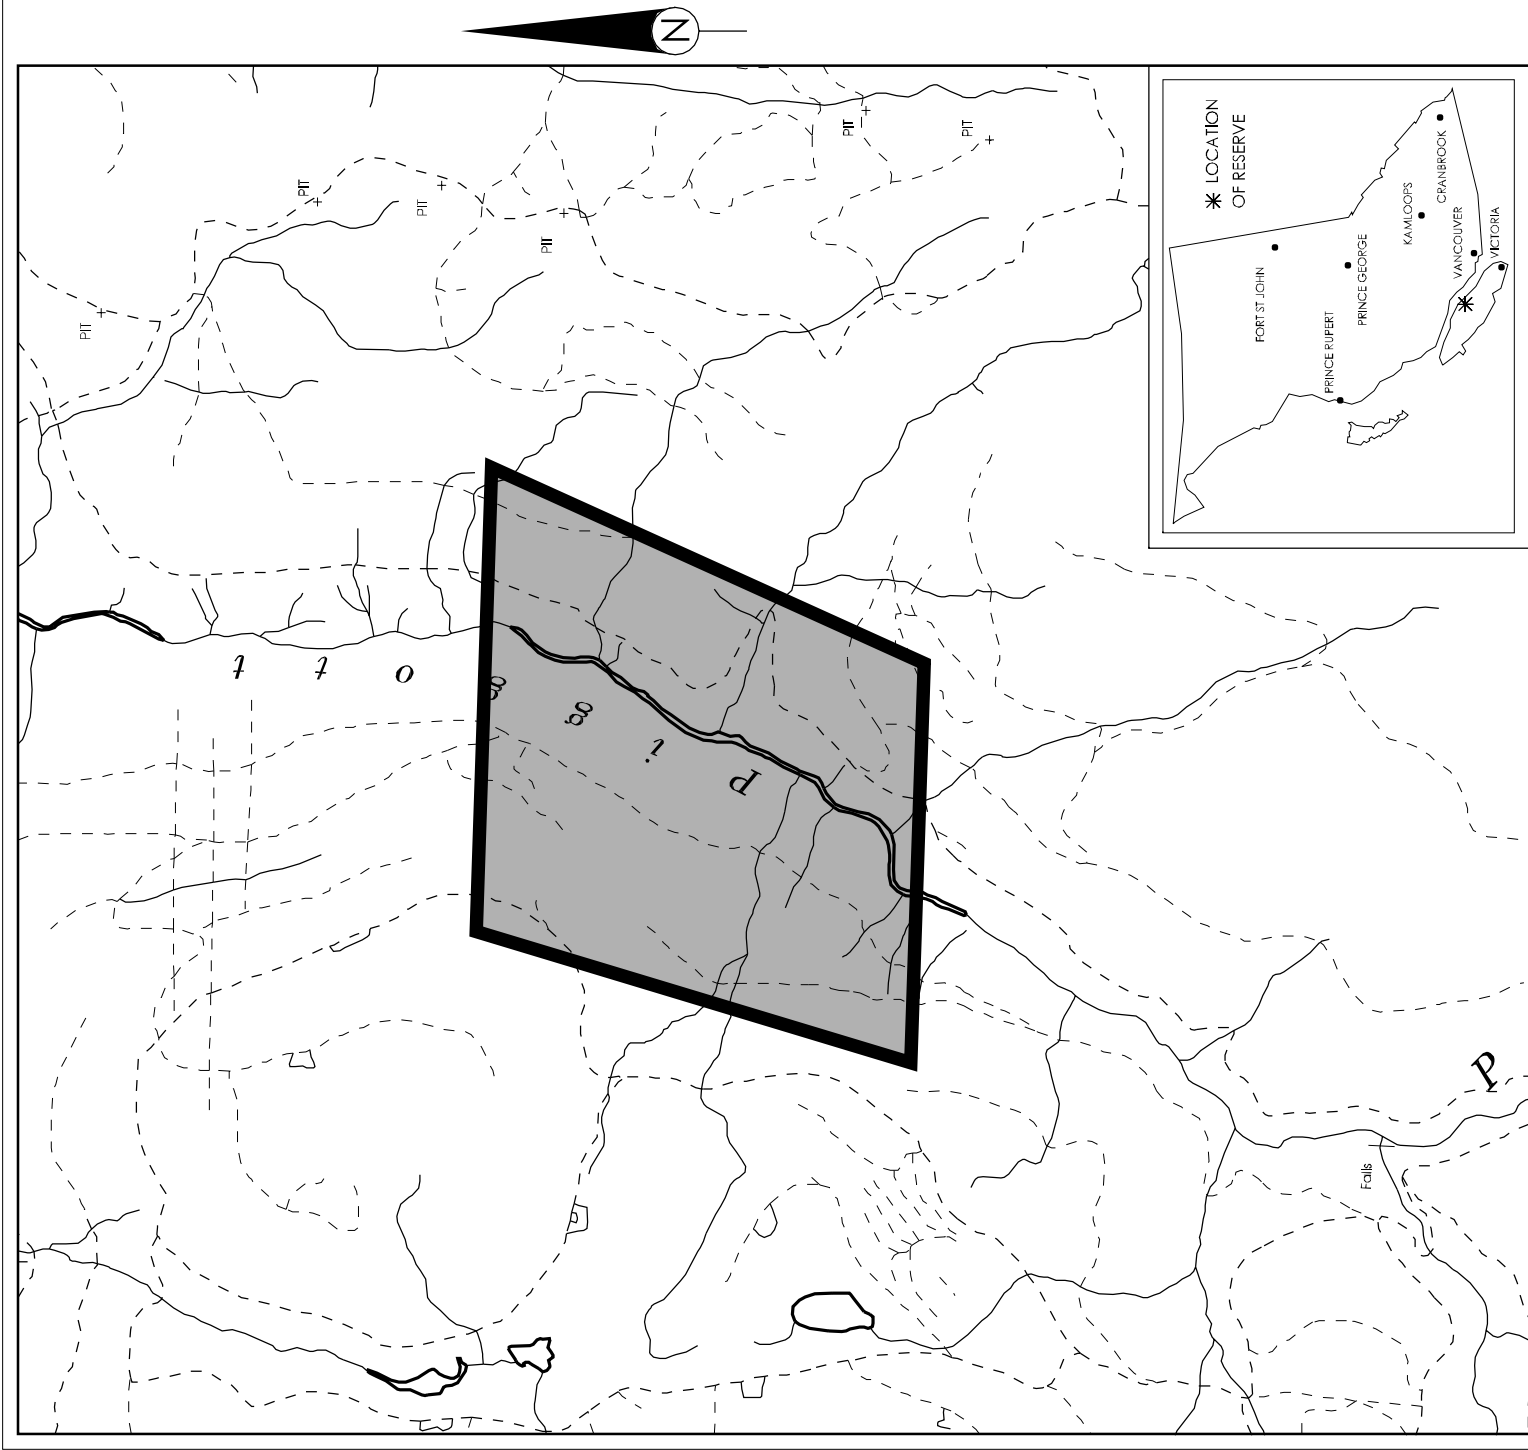 N
PIT
PIT
PIT
PIT
PIT
PIT
LOCATION
OF RESERVE
FORT ST JOHN
PRINCE RUPERT
PRINCE GEORGE
KAMLOOPS
CRANBROOK
VANCOUVER
VICTORIA
Piggott
P
Falls